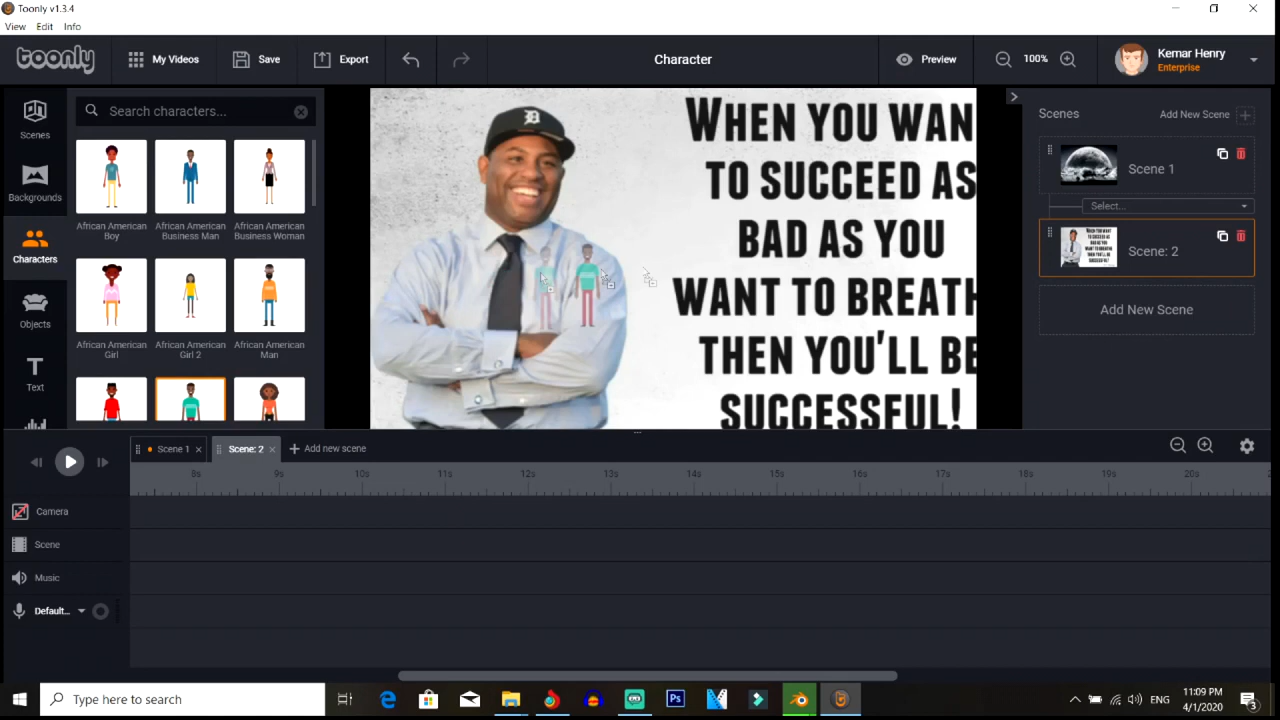 Toonly v1.3.4
View Edit Info
toonly My Videos Save Export Character Preview 100% Kemar Henry
Enterprise
Scenes
Backgrounds
Characters
Objects
Text
Search characters...
African American Boy
African American Business Man
African American Business Woman
African American Girl
African American Girl 2
African American Man
WHEN YOU WAN
TO SUCCEED AS
BAD AS YOU
WANT TO BREATH
THEN YOU'LL BE
SUCCESSFUL!
Scenes Add New Scene
Scene 1
Select...
Scene: 2
Add New Scene
Scene 1 Scene: 2 Add new scene
8s 9s 10s 11s 12s 13s 14s 15s 16s 17s 18s 19s 20s
Camera
Scene
Music
Default...
Type here to search
ENG
11:09 PM
4/1/2020
3